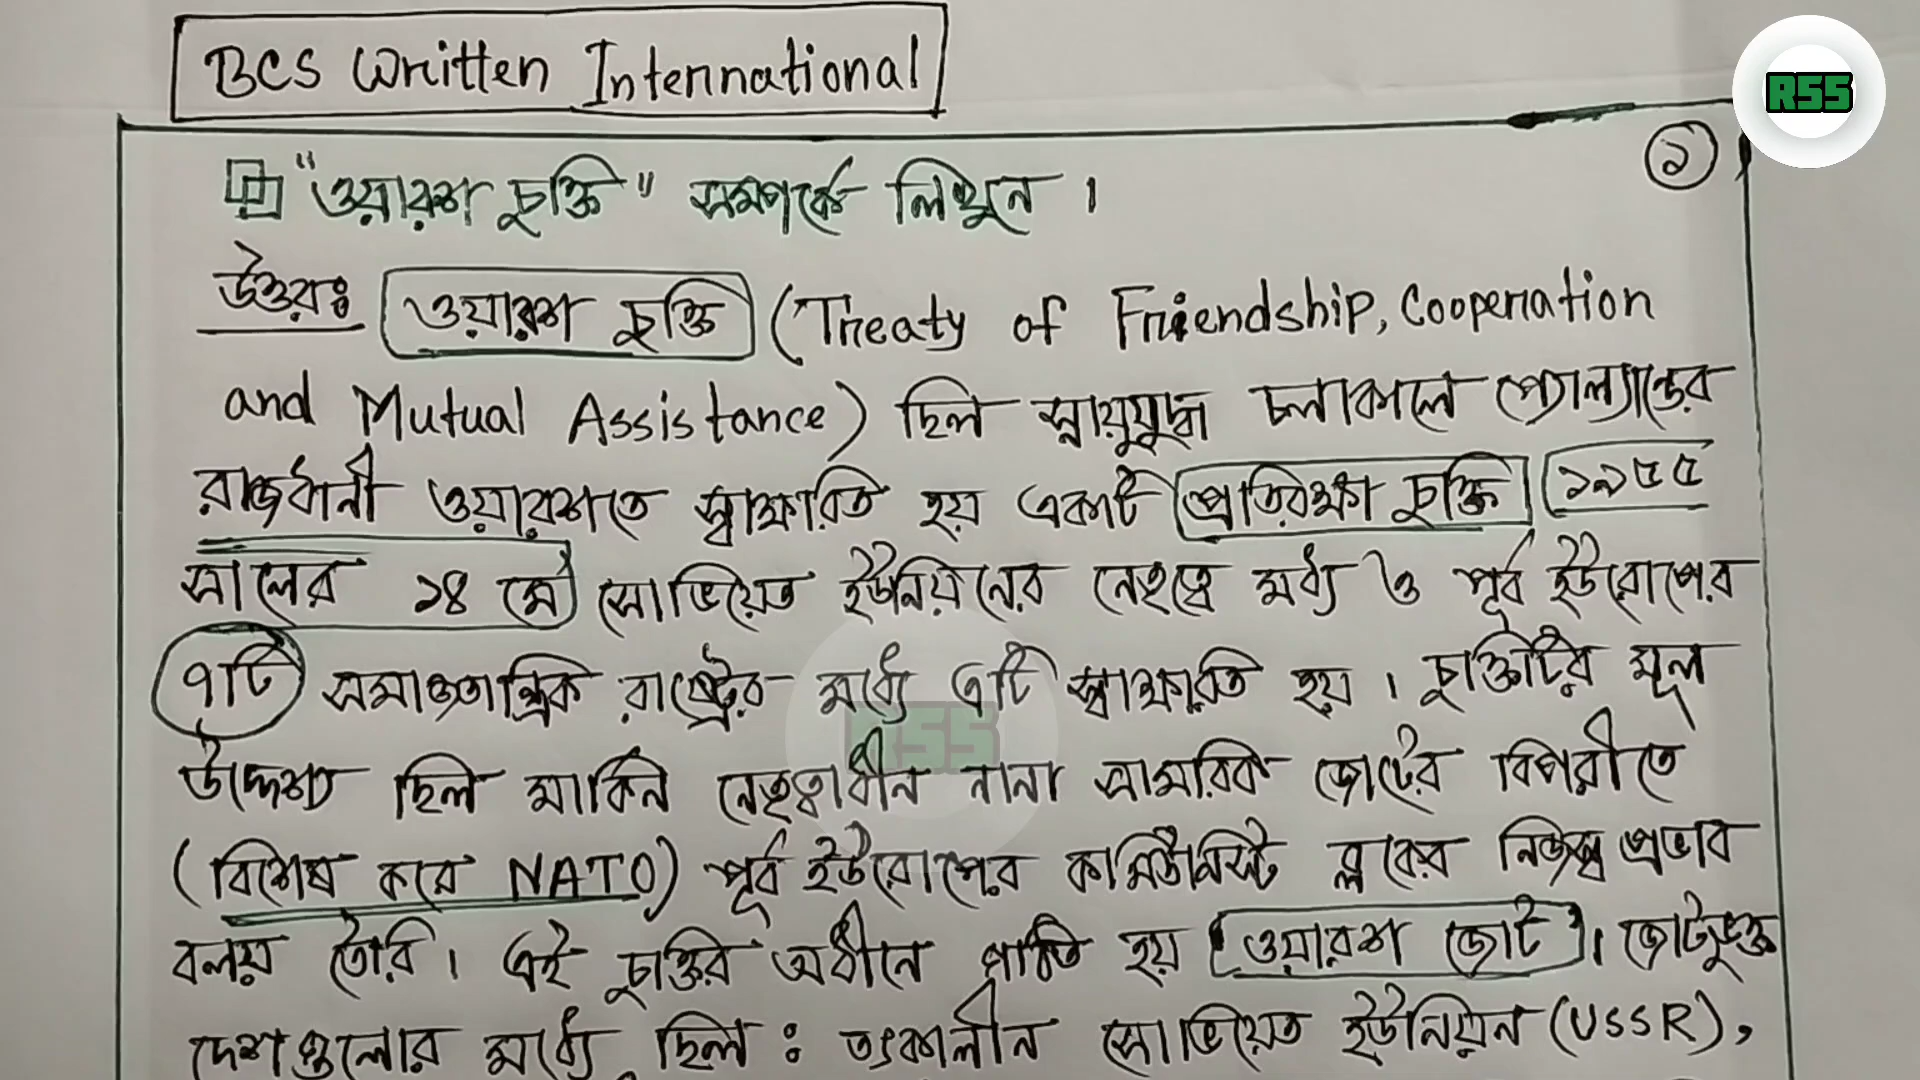 BCS Written International
RSS
১
"ওয়ারশ চুক্তি" সম্পর্কে লিখুন ।
উত্তরঃ ওয়ারশ চুক্তি (Treaty of Friendship, Cooperation
and Mutual Assistance) ছিল স্নায়ুযুদ্ধ চলাকালে পোল্যান্ডের
রাজধানী ওয়ারশতে স্বাক্ষরিত হয় একটি প্রতিরক্ষা চুক্তি ১৯৫৫
সালের ১৪ মে সোভিয়েত ইউনিয়নের নেতৃত্বে মধ্য ও পূর্ব ইউরোপের
৭টি সমাজতান্ত্রিক রাষ্ট্রের মধ্যে এটি স্বাক্ষরিত হয় । চুক্তিটির মূল
উদ্দেশ্য ছিল মার্কিন নেতৃত্বাধীন নানা সামরিক জোটের বিপরীতে
(বিশেষ করে NATO) পূর্ব ইউরোপের কমিউনিস্ট ব্লকের নিজস্ব প্রভাব
বলয় তৈরি । এই চুক্তির অধীনে গঠিত হয় ওয়ারশ জোট । জোটভুক্ত
দেশগুলোর মধ্যে ছিল : তৎকালীন সোভিয়েত ইউনিয়ন (USSR),
RSS